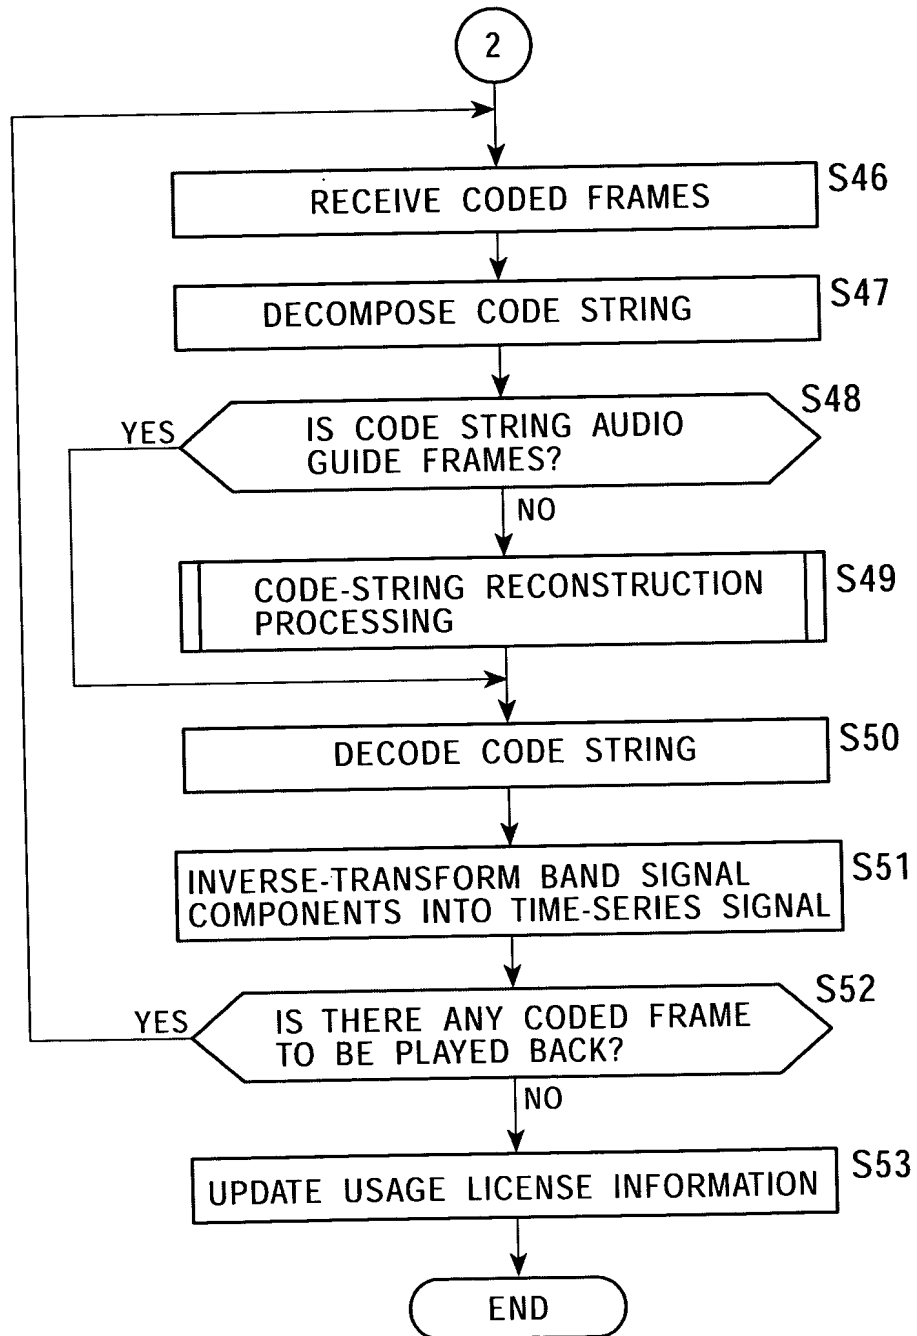 2
RECEIVE CODED FRAMES
S46
DECOMPOSE CODE STRING
S47
IS CODE STRING AUDIO
GUIDE FRAMES?
S48
YES
NO
CODE-STRING RECONSTRUCTION
PROCESSING
S49
DECODE CODE STRING
S50
INVERSE-TRANSFORM BAND SIGNAL
COMPONENTS INTO TIME-SERIES SIGNAL
S51
IS THERE ANY CODED FRAME
TO BE PLAYED BACK?
S52
YES
NO
UPDATE USAGE LICENSE INFORMATION
S53
END